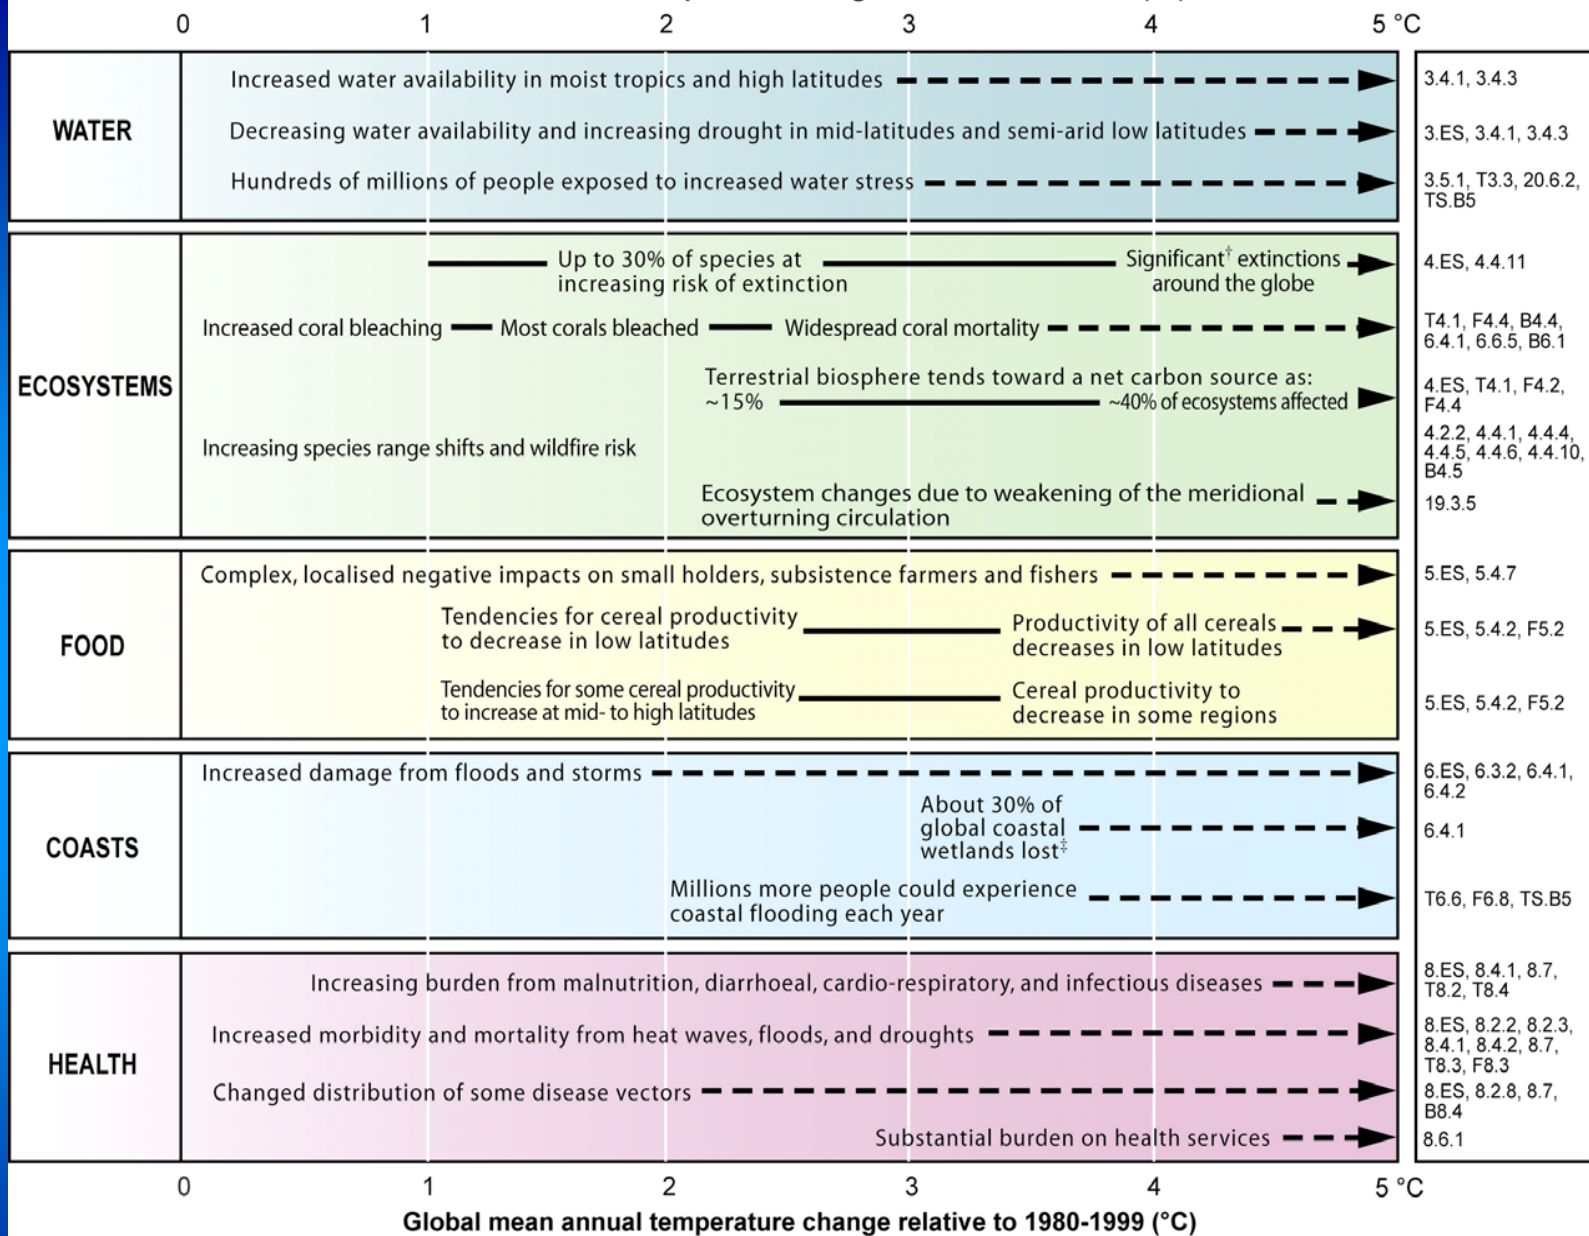 0 1 2 3 4 5 °C
WATER
Increased water availability in moist tropics and high latitudes
3.4.1, 3.4.3
Decreasing water availability and increasing drought in mid-latitudes and semi-arid low latitudes
3.ES, 3.4.1, 3.4.3
Hundreds of millions of people exposed to increased water stress
3.5.1, T3.3, 20.6.2,
TS.B5
ECOSYSTEMS
Up to 30% of species at
increasing risk of extinction
Significant† extinctions
around the globe
4.ES, 4.4.11
Increased coral bleaching
Most corals bleached
Widespread coral mortality
T4.1, F4.4, B4.4,
6.4.1, 6.6.5, B6.1
Terrestrial biosphere tends toward a net carbon source as:
~15%
~40% of ecosystems affected
4.ES, T4.1, F4.2,
F4.4
Increasing species range shifts and wildfire risk
4.2.2, 4.4.1, 4.4.4,
4.4.5, 4.4.6, 4.4.10,
B4.5
Ecosystem changes due to weakening of the meridional
overturning circulation
19.3.5
FOOD
Complex, localised negative impacts on small holders, subsistence farmers and fishers
5.ES, 5.4.7
Tendencies for cereal productivity
to decrease in low latitudes
Productivity of all cereals
decreases in low latitudes
5.ES, 5.4.2, F5.2
Tendencies for some cereal productivity
to increase at mid- to high latitudes
Cereal productivity to
decrease in some regions
5.ES, 5.4.2, F5.2
COASTS
Increased damage from floods and storms
6.ES, 6.3.2, 6.4.1,
6.4.2
About 30% of
global coastal
wetlands lost‡
6.4.1
Millions more people could experience
coastal flooding each year
T6.6, F6.8, TS.B5
HEALTH
Increasing burden from malnutrition, diarrhoeal, cardio-respiratory, and infectious diseases
8.ES, 8.4.1, 8.7,
T8.2, T8.4
Increased morbidity and mortality from heat waves, floods, and droughts
8.ES, 8.2.2, 8.2.3,
8.4.1, 8.4.2, 8.7,
T8.3, F8.3
Changed distribution of some disease vectors
8.ES, 8.2.8, 8.7,
B8.4
Substantial burden on health services
8.6.1
0 1 2 3 4 5 °C
Global mean annual temperature change relative to 1980-1999 (°C)